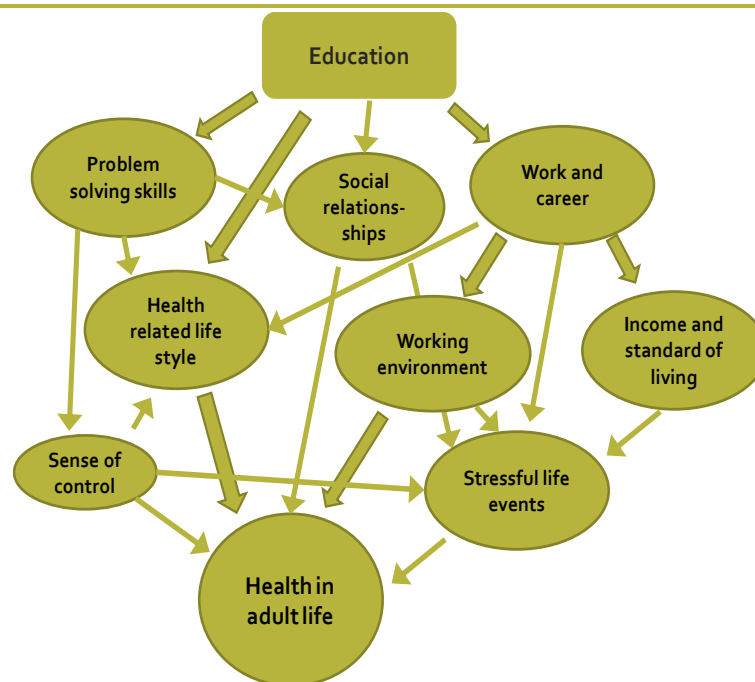 Education
Problem
solving skills
Social
relations-
ships
Work and
career
Health
related life
style
Working
environment
Income and
standard of
living
Sense of
control
Stressful life
events
Health in
adult life